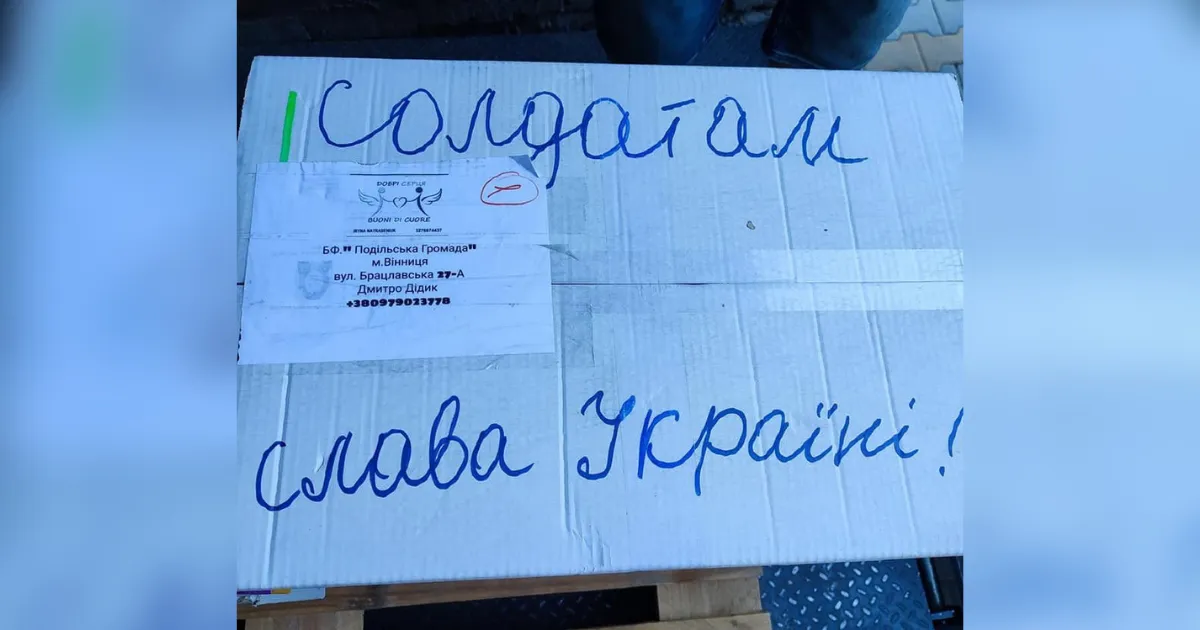 Солдатам
ДОБРІ СЕРЦЯ
BUONI DI CUORE
БФ." Подільська Громада"
м.Вінниця
вул. Брацлавська 27-А
Дмитро Дідик
+380979023778
слава Україні!